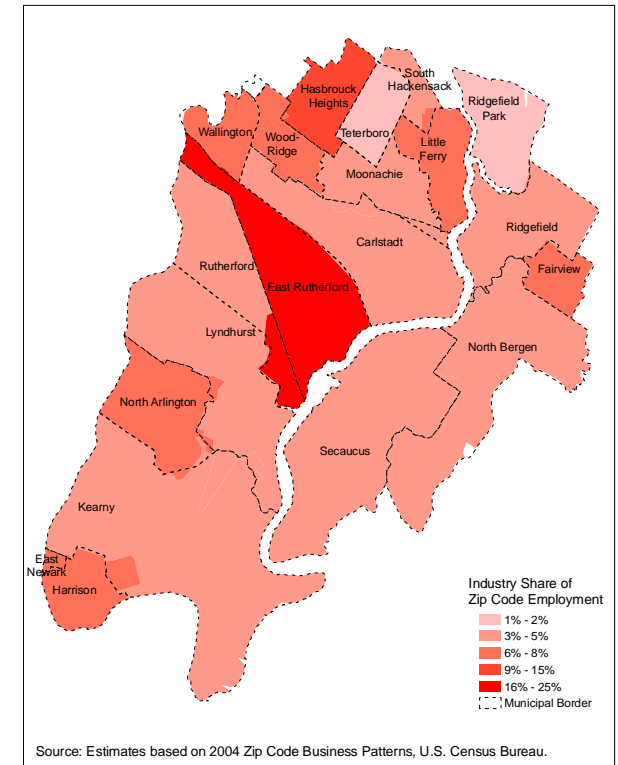 South
Hackensack
Hasbrouck
Heights
Ridgefield
Park
Wallington
Wood-
Ridge
Teterboro
Little
Ferry
Moonachie
Ridgefield
Carlstadt
Rutherford
Fairview
East Rutherford
Lyndhurst
North Bergen
North Arlington
Secaucus
Kearny
East
Newark
Harrison
Industry Share of
Zip Code Employment
1% - 2%
3% - 5%
6% - 8%
9% - 15%
16% - 25%
Municipal Border
Source: Estimates based on 2004 Zip Code Business Patterns, U.S. Census Bureau.